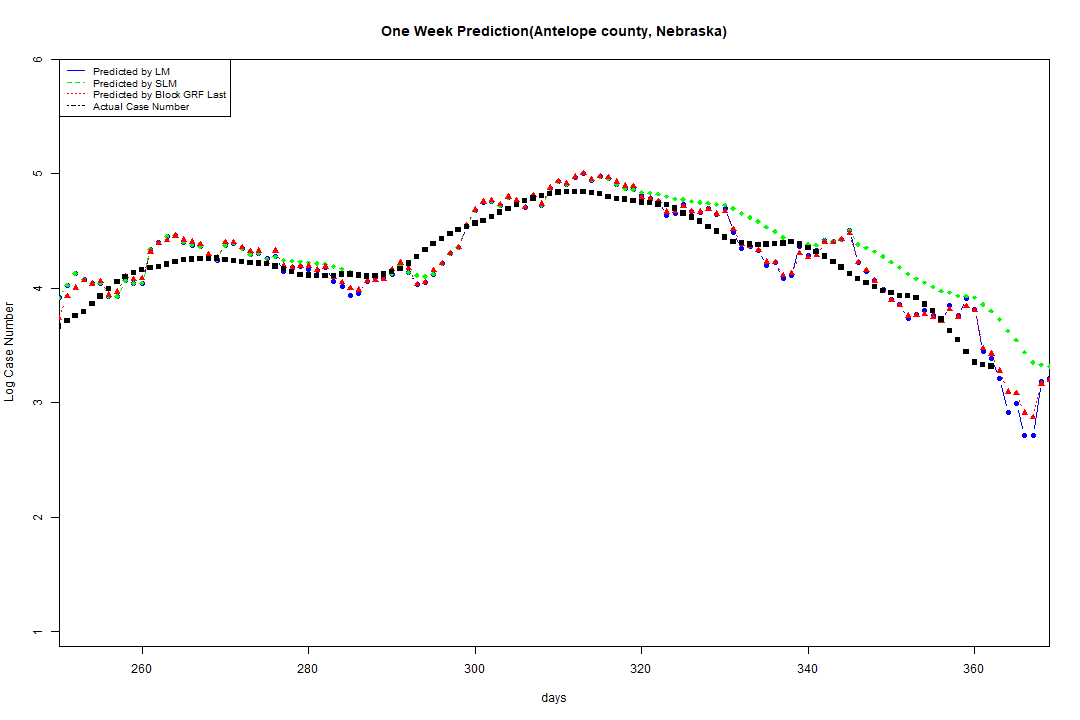 One Week Prediction(Antelope county, Nebraska)
6
Predicted by LM
Predicted by SLM
Predicted by Block GRF Last
Actual Case Number
5
4
Log Case Number
3
2
1
260 280 300 320 340 360
days